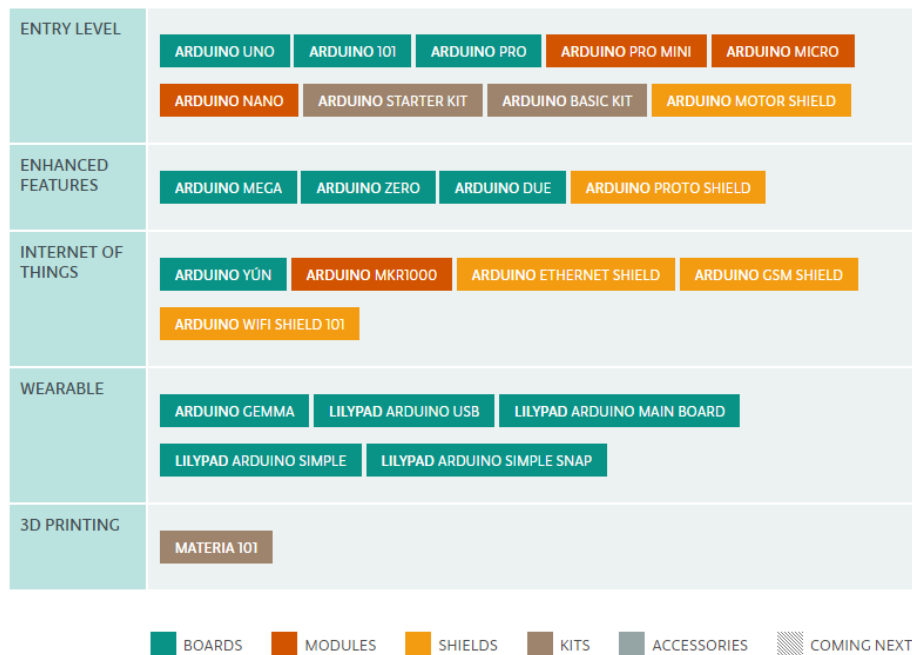 ENTRY LEVEL
ARDUINO UNO ARDUINO 101 ARDUINO PRO ARDUINO PRO MINI ARDUINO MICRO
ARDUINO NANO ARDUINO STARTER KIT ARDUINO BASIC KIT ARDUINO MOTOR SHIELD
ENHANCED
FEATURES
ARDUINO MEGA ARDUINO ZERO ARDUINO DUE ARDUINO PROTO SHIELD
INTERNET OF
THINGS
ARDUINO YÚN ARDUINO MKR1000 ARDUINO ETHERNET SHIELD ARDUINO GSM SHIELD
ARDUINO WIFI SHIELD 101
WEARABLE
ARDUINO GEMMA LILYPAD ARDUINO USB LILYPAD ARDUINO MAIN BOARD
LILYPAD ARDUINO SIMPLE LILYPAD ARDUINO SIMPLE SNAP
3D PRINTING
MATERIA 101
BOARDS MODULES SHIELDS KITS ACCESSORIES COMING NEXT